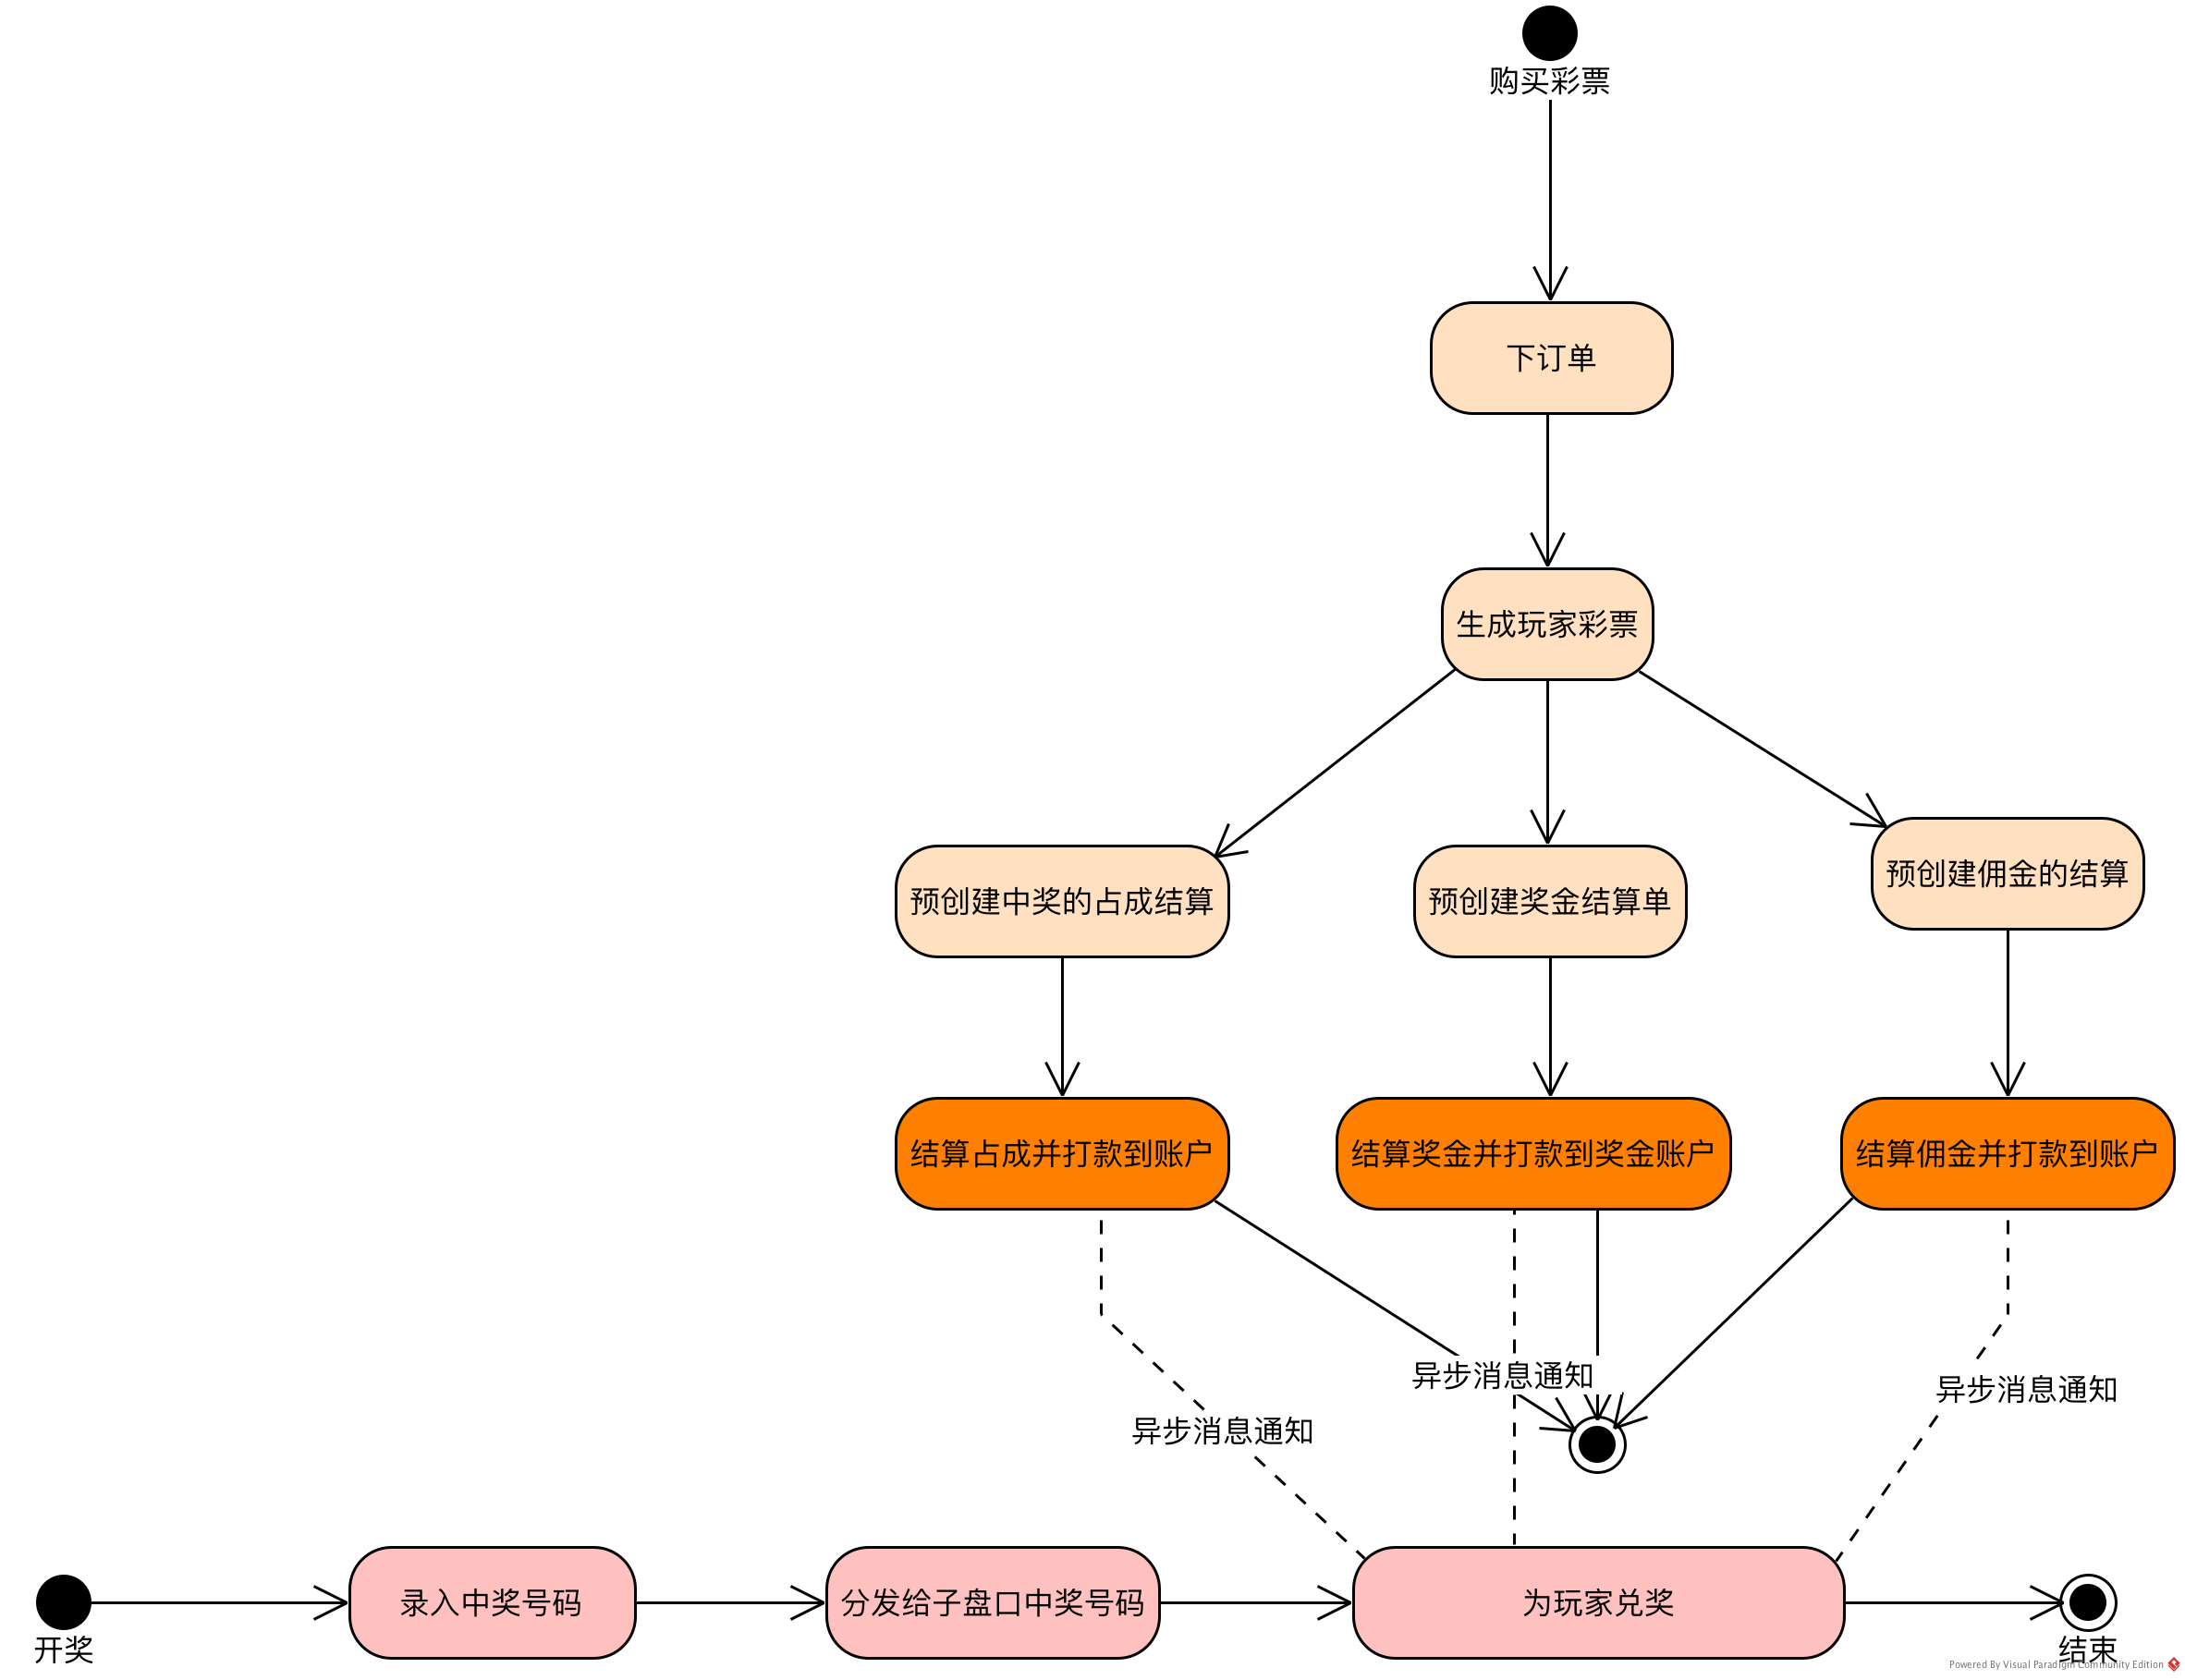 购买彩票
下订单
生成玩家彩票
预创建中奖的占成结算
预创建奖金结算单
预创建佣金的结算
结算占成并打款到账户
结算奖金并打款到奖金账户
结算佣金并打款到账户
异步消息通知
异步消息通知
异步消息通知
录入中奖号码
分发给子盘口中奖号码
为玩家兑奖
开奖
结束
Powered By Visual Paradigm Community Edition